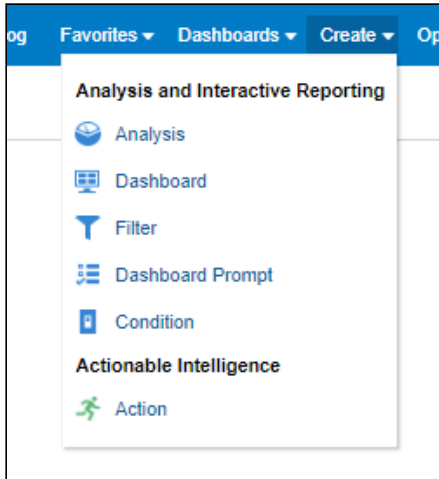 og Favorites Dashboards Create Op
Analysis and Interactive Reporting
Analysis
Dashboard
Filter
Dashboard Prompt
Condition
Actionable Intelligence
Action